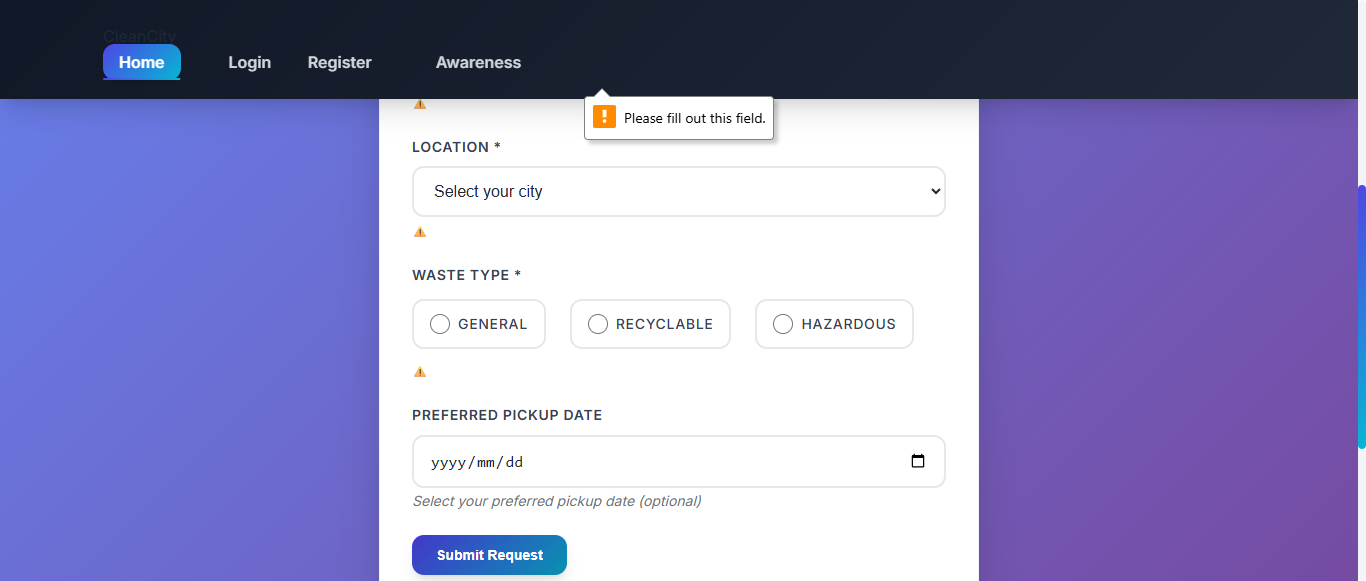 CleanCity
Home Login Register Awareness
Please fill out this field.
LOCATION *
Select your city
WASTE TYPE *
GENERAL RECYCLABLE HAZARDOUS
PREFERRED PICKUP DATE
yyyy/mm/dd
Select your preferred pickup date (optional)
Submit Request